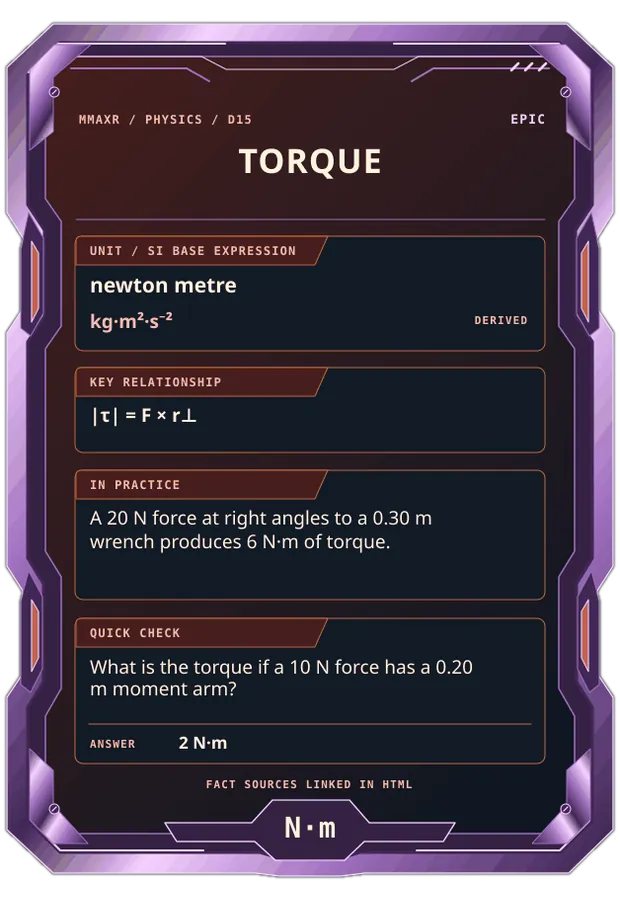 MMAXR / PHYSICS / D15
EPIC
TORQUE
UNIT / SI BASE EXPRESSION
newton metre
kg·m²·s⁻²
DERIVED
KEY RELATIONSHIP
|τ| = F × r⊥
IN PRACTICE
A 20 N force at right angles to a 0.30 m
wrench produces 6 N·m of torque.
QUICK CHECK
What is the torque if a 10 N force has a 0.20
m moment arm?
ANSWER 2 N·m
FACT SOURCES LINKED IN HTML
N·m